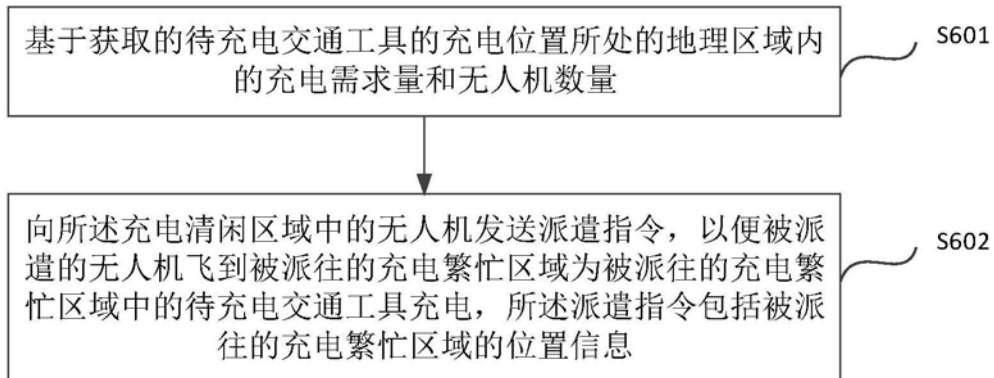 基于获取的待充电交通工具的充电位置所处的地理区域内
的充电需求量和无人机数量
S601
向所述充电清闲区域中的无人机发送派遣指令，以便被派
遣的无人机飞到被派往的充电繁忙区域为被派往的充电繁
忙区域中的待充电交通工具充电，所述派遣指令包括被派
往的充电繁忙区域的位置信息
S602